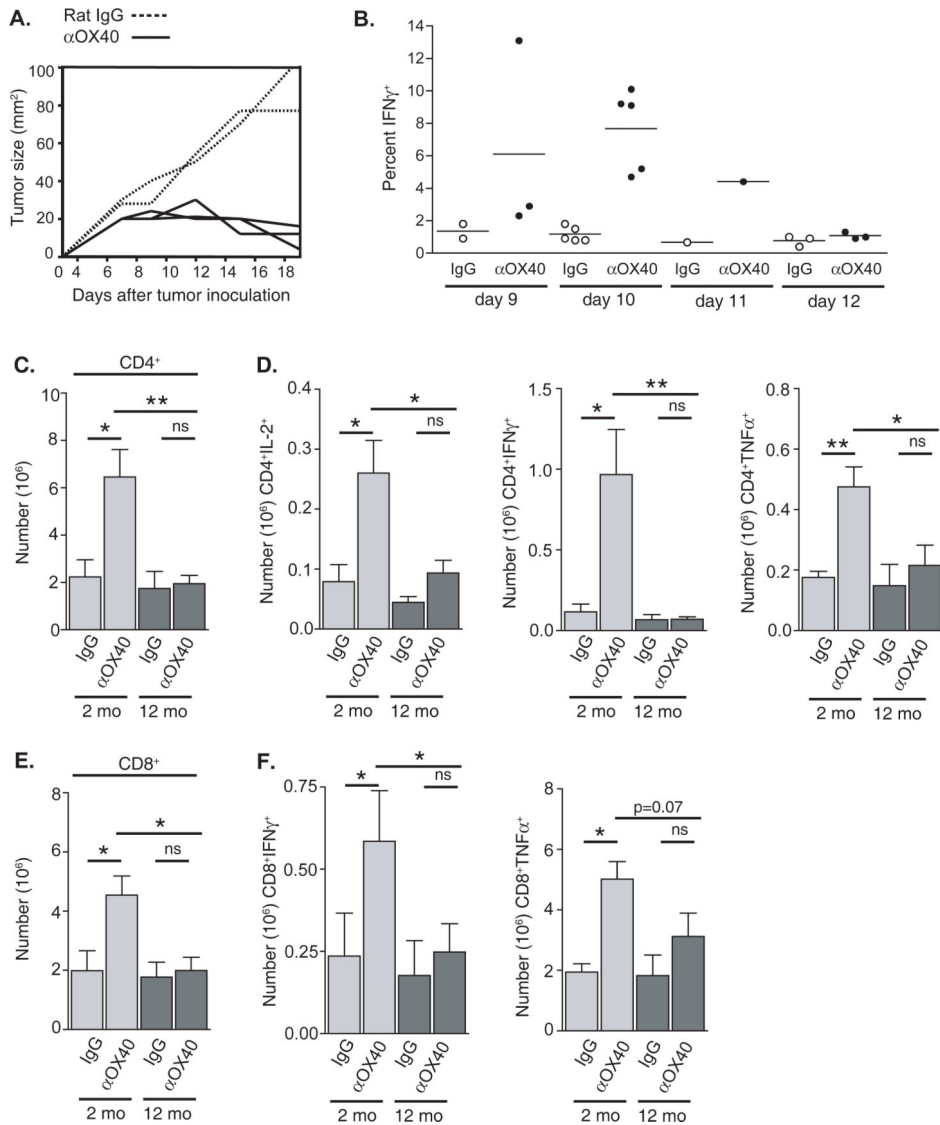 A.
Rat IgG
αOX40
Tumor size (mm²)
100
80
60
40
20
0
0 4 6 8 10 12 14 16 18
Days after tumor inoculation
B.
Percent IFNγ⁺
14
12
10
8
6
4
2
0
IgG αOX40 IgG αOX40 IgG αOX40 IgG αOX40
day 9 day 10 day 11 day 12
C.
CD4⁺
**
* ns
Number (10⁶)
10
8
6
4
2
0
IgG αOX40 IgG αOX40
2 mo 12 mo
D.
*
* ns
Number (10⁶) CD4⁺IL-2⁺
0.4
0.3
0.2
0.1
0.0
IgG αOX40 IgG αOX40
2 mo 12 mo
**
* ns
Number (10⁶) CD4⁺IFNγ⁺
1.5
1.0
0.5
0.0
IgG αOX40 IgG αOX40
2 mo 12 mo
*
** ns
Number (10⁶) CD4⁺TNFα⁺
0.8
0.6
0.4
0.2
0.0
IgG αOX40 IgG αOX40
2 mo 12 mo
E.
CD8⁺
*
* ns
Number (10⁶)
6
4
2
0
IgG αOX40 IgG αOX40
2 mo 12 mo
F.
*
* ns
Number (10⁶) CD8⁺IFNγ⁺
0.75
0.50
0.25
0.00
IgG αOX40 IgG αOX40
2 mo 12 mo
p=0.07
* ns
Number (10⁶) CD8⁺TNFα⁺
8
6
4
2
0
IgG αOX40 IgG αOX40
2 mo 12 mo